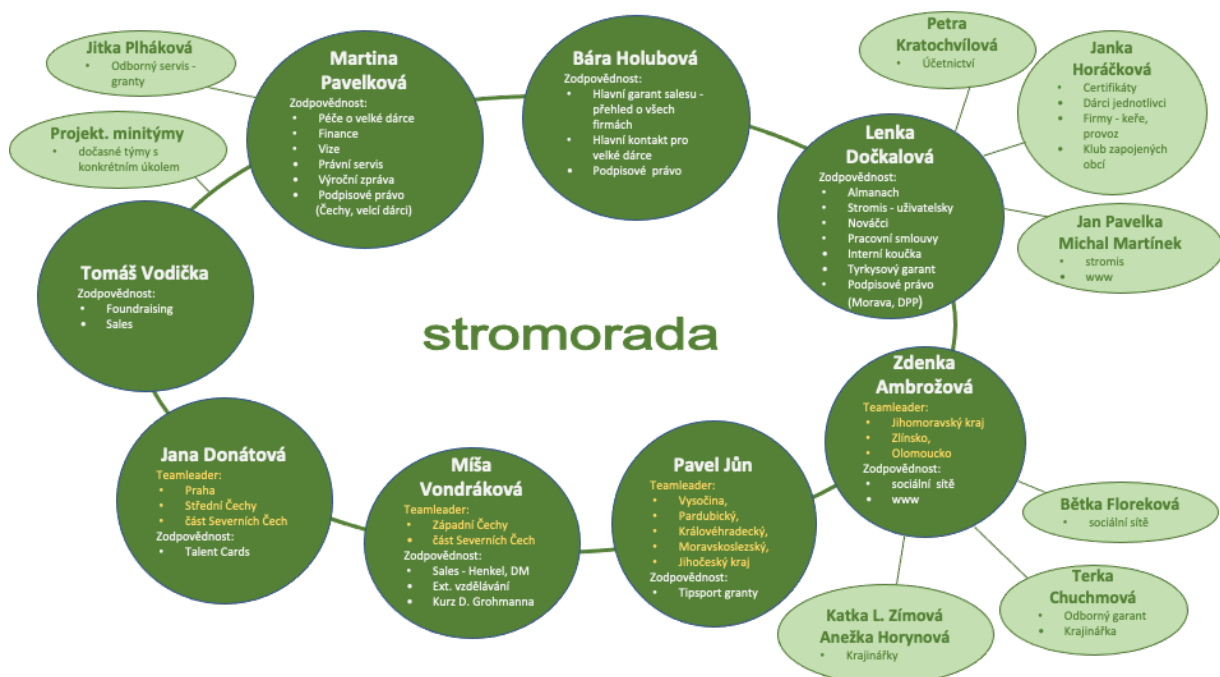 Jitka Plháková
• Odborný servis -
granty
Projekt. minitýmy
• dočasné týmy s
konkrétním úkolem
Martina
Pavelková
Zodpovědnost:
• Péče o velké dárce
• Finance
• Vize
• Právní servis
• Výroční zpráva
• Podpisové právo
(Čechy, velcí dárci)
Bára Holubová
Zodpovědnost:
• Hlavní garant salesu -
přehled o všech
firmách
• Hlavní kontakt pro
velké dárce
• Podpisové právo
Petra
Kratochvílová
• Účetnictví
Janka
Horáčková
• Certifikáty
• Dárci jednotlivci
• Firmy - keře,
provoz
• Klub zapojených
obcí
Lenka
Dočkalová
Zodpovědnost:
• Almanach
• Stromis - uživatelsky
• Nováčci
• Pracovní smlouvy
• Interní koučka
• Tyrkysový garant
• Podpisové právo
(Morava, DPP)
Jan Pavelka
Michal Martínek
• stromis
• www
Tomáš Vodička
Zodpovědnost:
• Foundraising
• Sales
stromorada
Zdenka
Ambrožová
Teamleader:
• Jihomoravský kraj
• Zlínsko,
• Olomoucko
Zodpovědnost:
• sociální sítě
• www
Jana Donátová
Teamleader:
• Praha
• Střední Čechy
• část Severních Čech
Zodpovědnost:
• Talent Cards
Míša
Vondráková
Teamleader:
• Západní Čechy
• část Severních Čech
Zodpovědnost:
• Sales - Henkel, DM
• Ext. vzdělávání
• Kurz D. Grohmanna
Pavel Jůn
Teamleader:
• Vysočina,
• Pardubický,
• Královéhradecký,
• Moravskoslezský,
• Jihočeský kraj
Zodpovědnost:
• Tipsport granty
Bětka Floreková
• sociální sítě
Terka
Chuchmová
• Odborný garant
• Krajinářka
Katka L. Zímová
Anežka Horynová
• Krajinářky